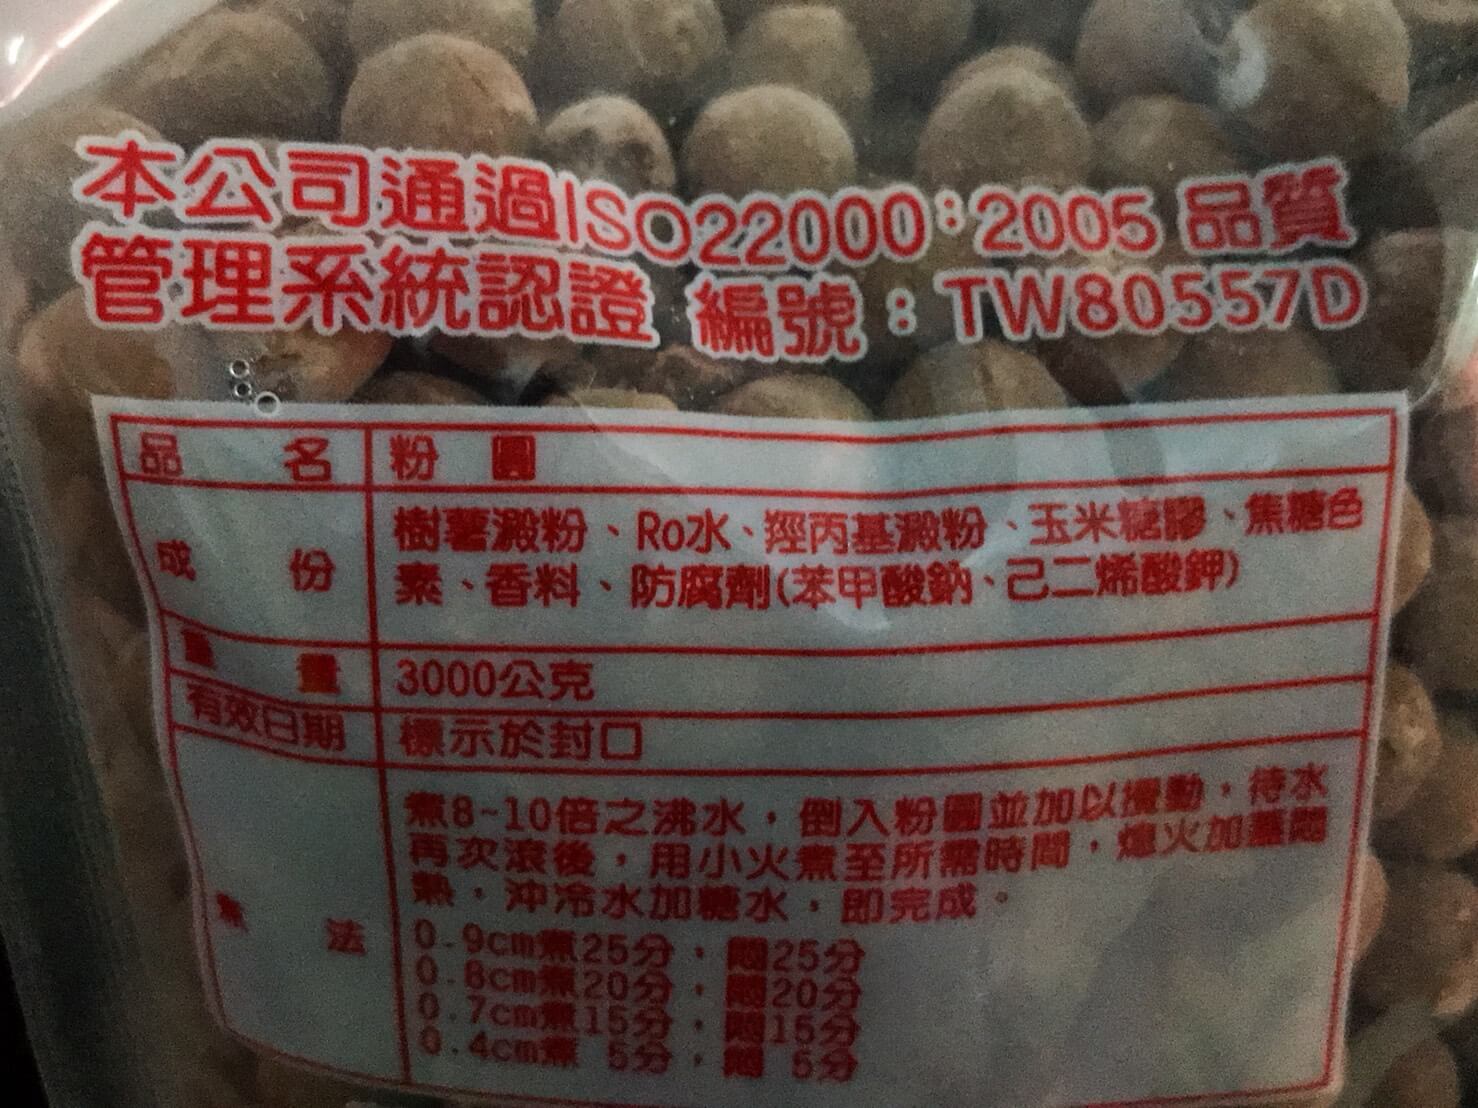 本公司通過ISO22000:2005 品質
管理系統認證 編號：TW80557D
品名 粉圓
成份 樹薯澱粉、Ro水、羥丙基澱粉、玉米糖膠、焦糖色
素、香料、防腐劑(苯甲酸鈉、己二烯酸鉀)
重量 3000公克
有效日期 標示於封口
煮法 煮8~10倍之沸水，倒入粉圓並加以攪動，待水
再次滾後，用小火煮至所需時間，熄火加蓋悶
熟，沖冷水加糖水，即完成。
0.9cm煮25分，悶25分
0.8cm煮20分，悶20分
0.7cm煮15分，悶15分
0.4cm煮 5分，悶 5分